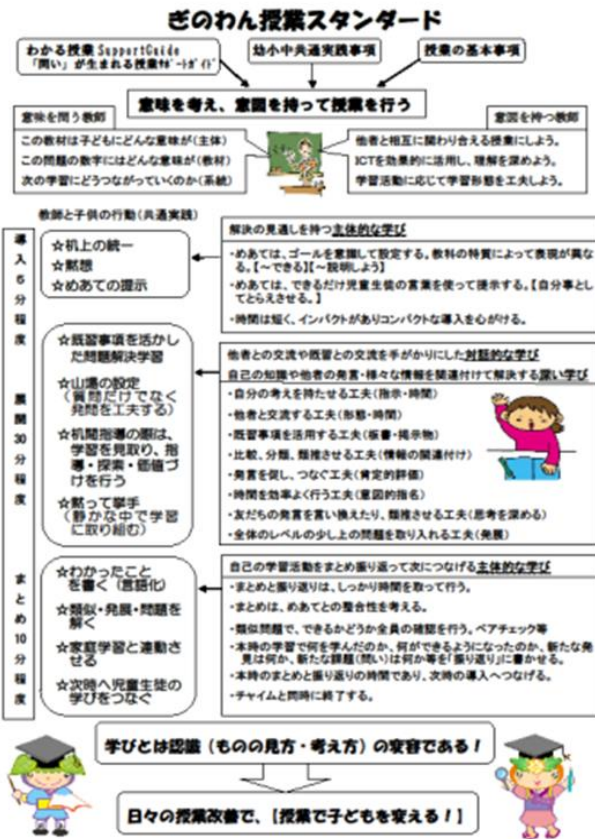 ぎのわん授業スタンダード
わかる授業 SupportGuide
「問い」が生まれる授業サポートガイド
幼小中共通実践事項
授業の基本事項
意味を考え、意図を持って授業を行う
意味を問う教師
この教材は子どもにどんな意味が(主体)
この問題の数字にはどんな意味が(教材)
次の学習にどうつながっていくのか(系統)
意図を持つ教師
他者と相互に関わり合える授業にしよう。
ICTを効果的に活用し、理解を深めよう。
学習活動に応じて学習形態を工夫しよう。
教師と子供の行動(共通実践)
導入5分程度
☆机上の統一
☆黙想
☆めあての提示
解決の見通しを持つ主体的な学び
・めあては、ゴールを意識して設定する。教科の特質によって表現が異な
る。【~できる】【~説明しよう】
・めあては、できるだけ児童生徒の言葉を使って提示する。【自分事とし
てとらえさせる。】
・時間は短く、インパクトがありコンパクトな導入を心がける。
展開30分程度
☆既習事項を活かし
た問題解決学習
☆山場の設定
(質問だけでなく
発問を工夫する)
☆机間指導の際は、
学習を見取り、指
導・探索・価値づ
けを行う
☆黙って挙手
(静かな中で学習
に取り組む)
他者との交流や既習との交流を手がかりにした対話的な学び
自己の知識や他者の発言・様々な情報を関連付けて解決する深い学び
・自分の考えを持たせる工夫(指示・時間)
・他者と交流する工夫(形態・時間)
・既習事項を活用する工夫(板書・掲示物)
・比較、分類、類推させる工夫(情報の関連付け)
・発言を促し、つなぐ工夫(肯定的評価)
・時間を効率よく行う工夫(意図的指名)
・友だちの発言を言い換えたり、類推させる工夫(思考を深める)
・全体のレベルの少し上の問題を取り入れる工夫(発展)
まとめ10分程度
☆わかったこと
を書く(言語化)
☆類似・発展・問題を
解く
☆家庭学習と連動さ
せる
☆次時へ児童生徒の
学びをつなぐ
自己の学習活動をまとめ振り返って次につなげる主体的な学び
・まとめと振り返りは、しっかり時間を取って行う。
・まとめは、めあてとの整合性を考える。
・類似問題で、できるかどうか全員の確認を行う。ペアチェック等
・本時の学習で何を学んだのか、何ができるようになったのか、新たな発
見は何か、新たな課題(問い)は何か等を「振り返り」に書かせる。
・本時のまとめと振り返りの時間であり、次時の導入へつなげる。
・チャイムと同時に終了する。
学びとは認識(ものの見方・考え方)の変容である!
日々の授業改善で、【授業で子どもを変える!】